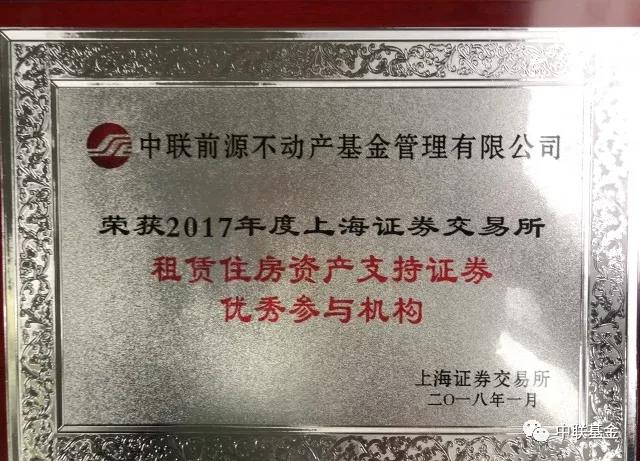 中联前源不动产基金管理有限公司
荣获2017年度上海证券交易所
租赁住房资产支持证券
优秀参与机构
上海证券交易所
二〇一八年一月
中联基金